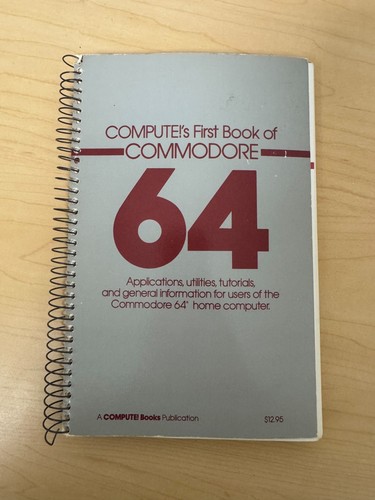 COMPUTE!'s First Book of
COMMODORE
64
Applications, utilities, tutorials,
and general information for users of the
Commodore 64™ home computer.
A COMPUTE! Books Publication
$12.95